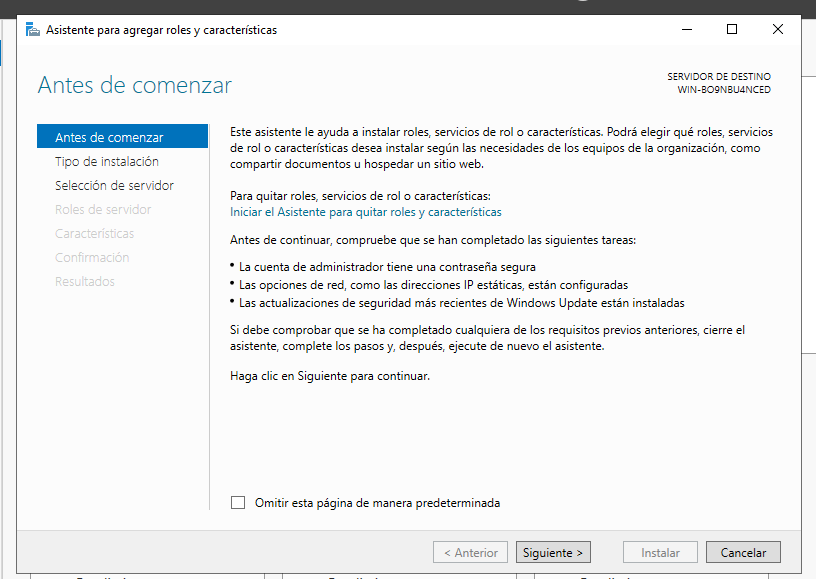 Asistente para agregar roles y características
Antes de comenzar
SERVIDOR DE DESTINO
WIN-BO9NBU4NCED
Antes de comenzar
Tipo de instalación
Selección de servidor
Roles de servidor
Características
Confirmación
Resultados
Este asistente le ayuda a instalar roles, servicios de rol o características. Podrá elegir qué roles, servicios
de rol o características desea instalar según las necesidades de los equipos de la organización, como
compartir documentos u hospedar un sitio web.
Para quitar roles, servicios de rol o características:
Iniciar el Asistente para quitar roles y características
Antes de continuar, compruebe que se han completado las siguientes tareas:
• La cuenta de administrador tiene una contraseña segura
• Las opciones de red, como las direcciones IP estáticas, están configuradas
• Las actualizaciones de seguridad más recientes de Windows Update están instaladas
Si debe comprobar que se ha completado cualquiera de los requisitos previos anteriores, cierre el
asistente, complete los pasos y, después, ejecute de nuevo el asistente.
Haga clic en Siguiente para continuar.
Omitir esta página de manera predeterminada
< Anterior
Siguiente >
Instalar
Cancelar